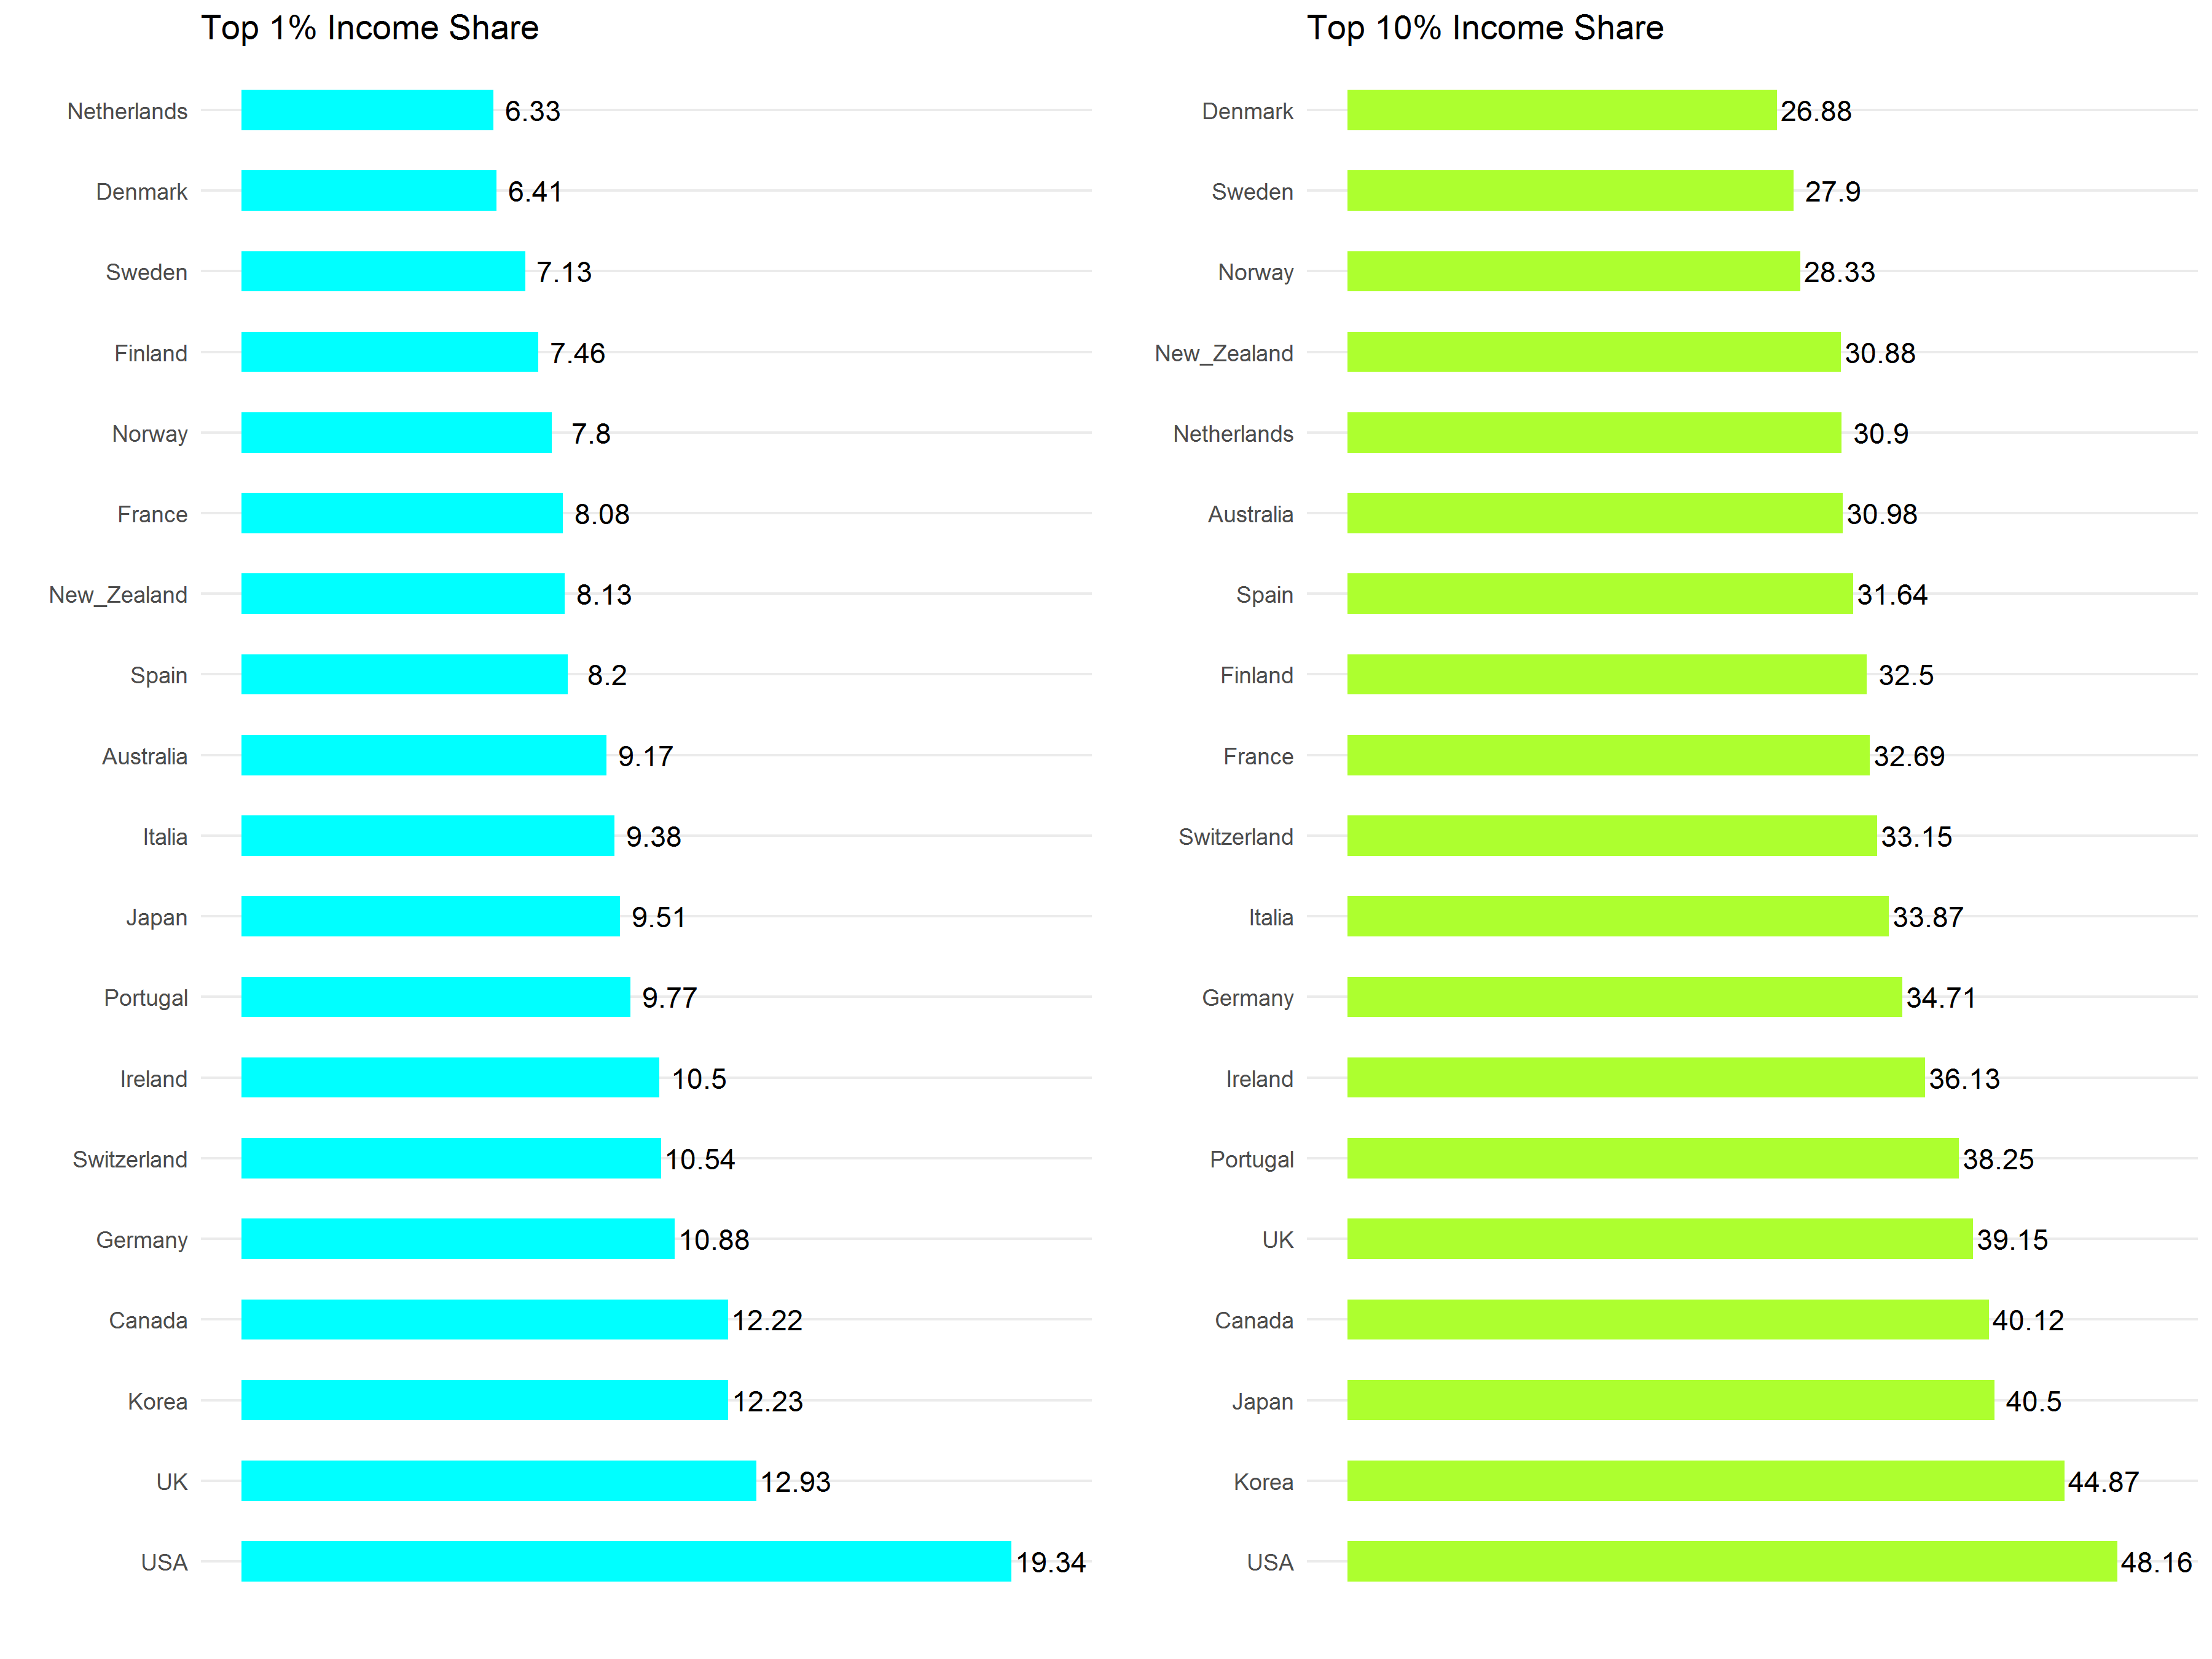 Top 1% Income Share
Netherlands 6.33
Denmark 6.41
Sweden 7.13
Finland 7.46
Norway 7.8
France 8.08
New_Zealand 8.13
Spain 8.2
Australia 9.17
Italia 9.38
Japan 9.51
Portugal 9.77
Ireland 10.5
Switzerland 10.54
Germany 10.88
Canada 12.22
Korea 12.23
UK 12.93
USA 19.34
Top 10% Income Share
Denmark 26.88
Sweden 27.9
Norway 28.33
New_Zealand 30.88
Netherlands 30.9
Australia 30.98
Spain 31.64
Finland 32.5
France 32.69
Switzerland 33.15
Italia 33.87
Germany 34.71
Ireland 36.13
Portugal 38.25
UK 39.15
Canada 40.12
Japan 40.5
Korea 44.87
USA 48.16